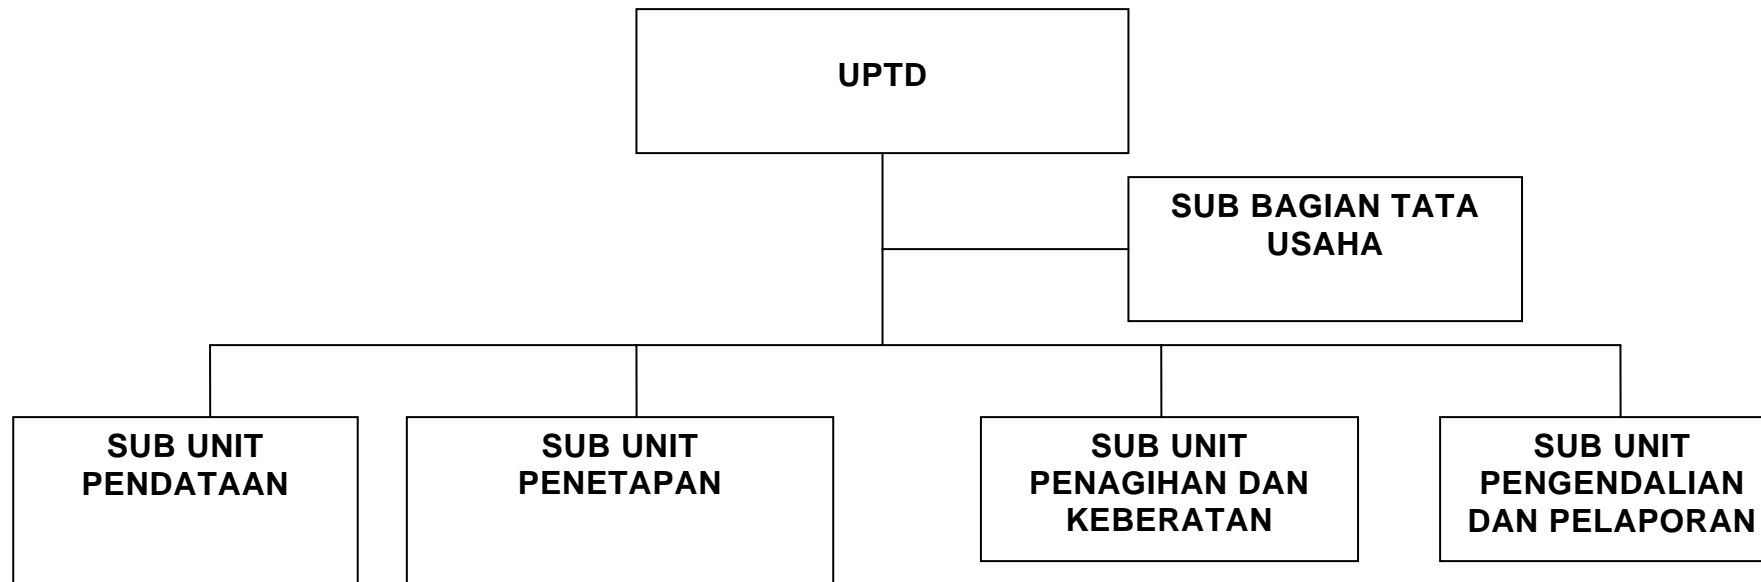 UPTD
SUB BAGIAN TATA
USAHA
SUB UNIT
PENDATAAN
SUB UNIT
PENETAPAN
SUB UNIT
PENAGIHAN DAN
KEBERATAN
SUB UNIT
PENGENDALIAN
DAN PELAPORAN